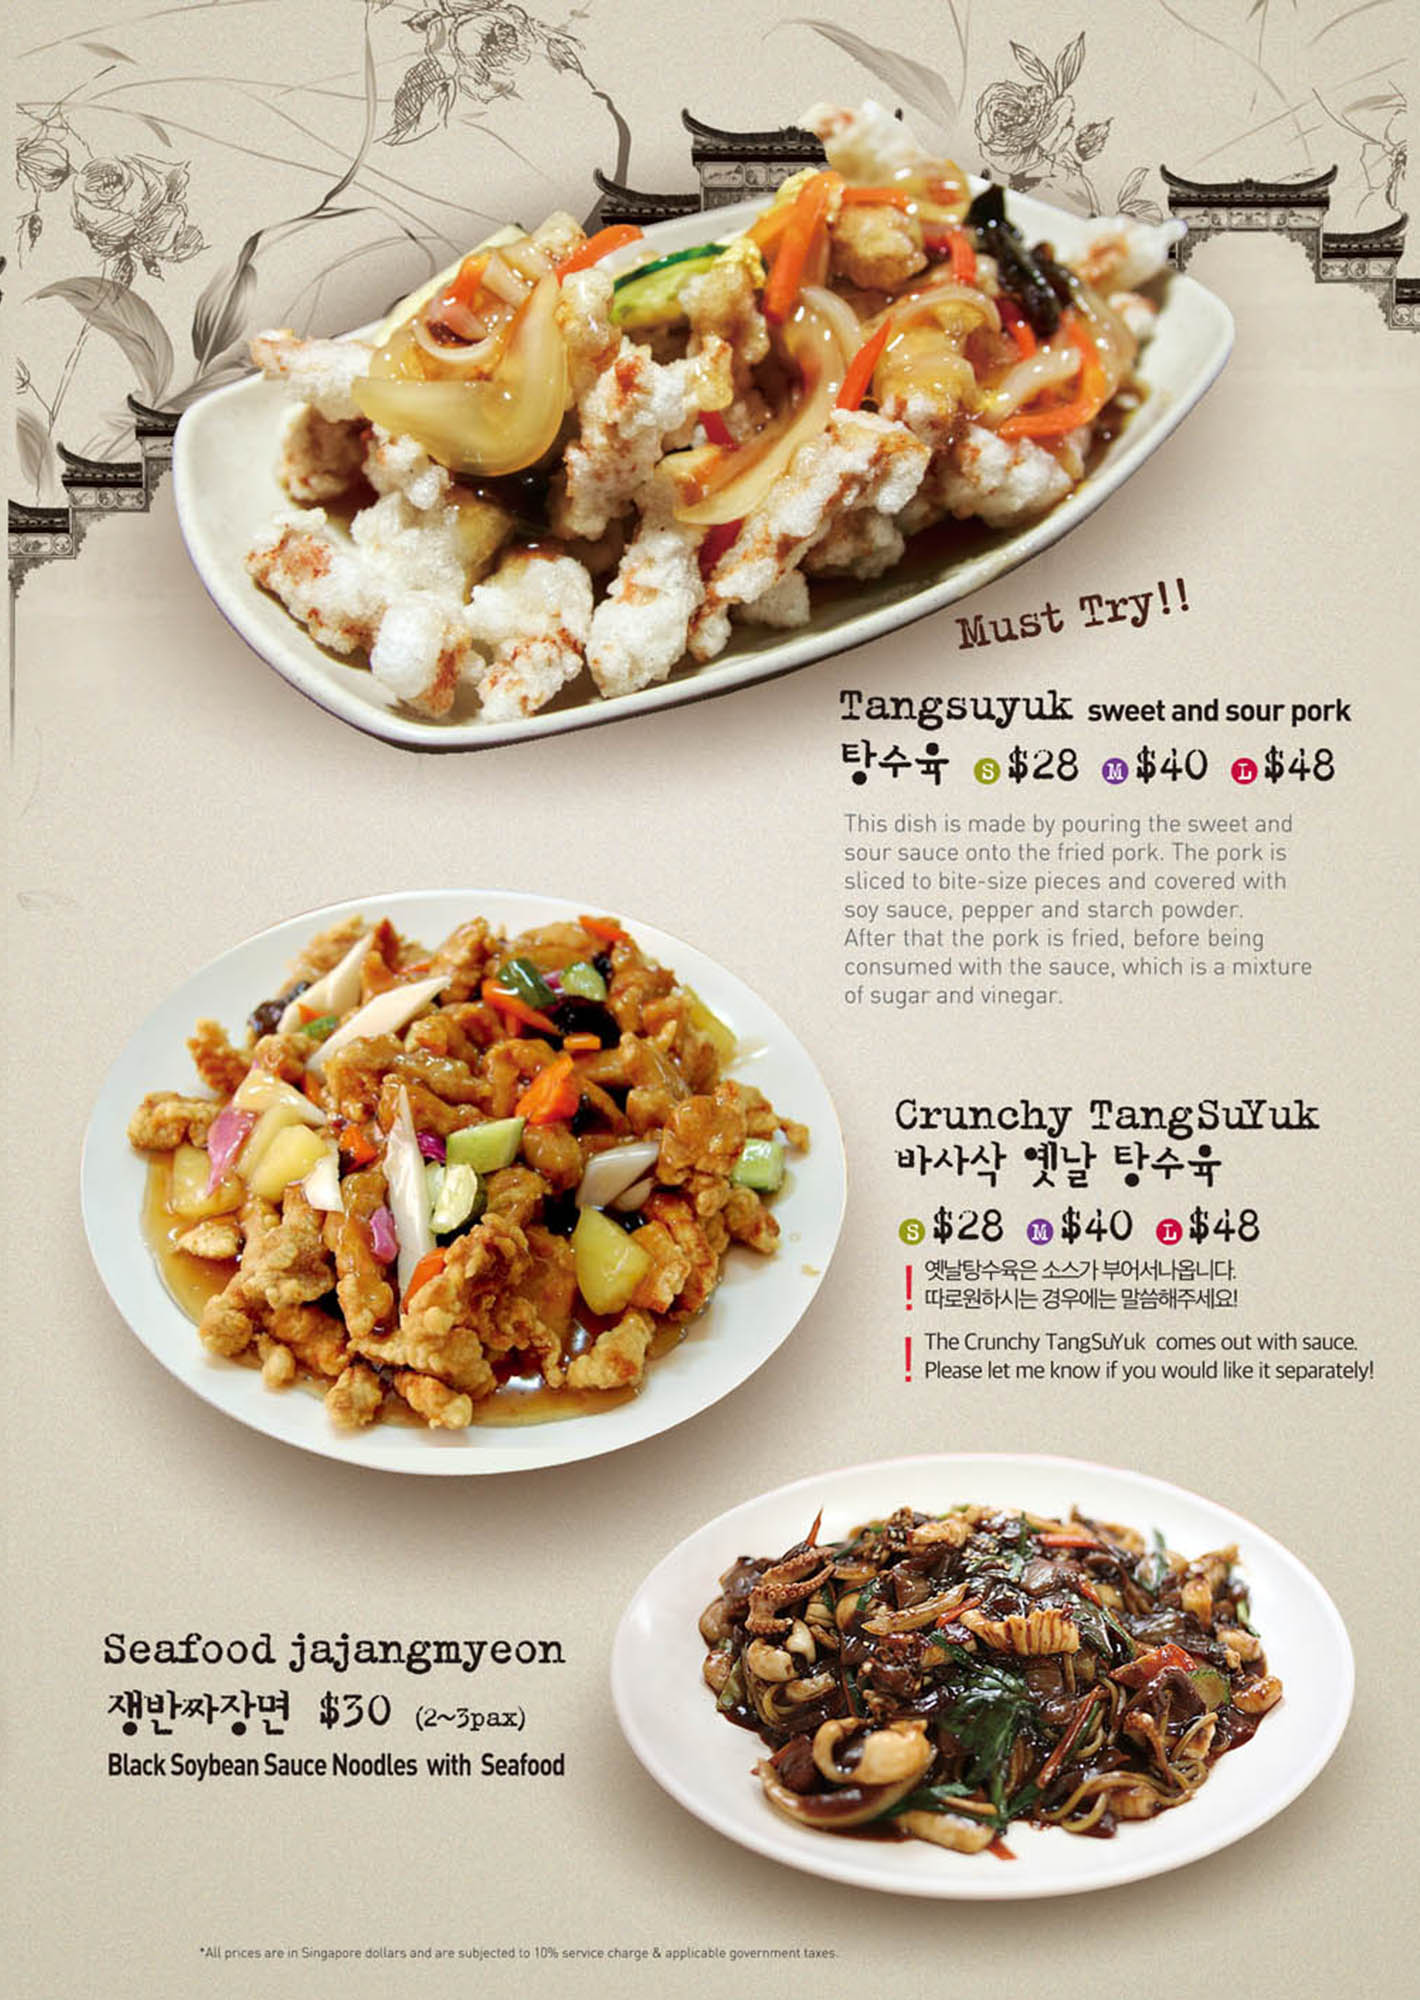 Must Try!!
Tangsuyuk sweet and sour pork
탕수육 S $28 M $40 L $48
This dish is made by pouring the sweet and
sour sauce onto the fried pork. The pork is
sliced to bite-size pieces and covered with
soy sauce, pepper and starch powder.
After that the pork is fried, before being
consumed with the sauce, which is a mixture
of sugar and vinegar.
Crunchy TangSuYuk
바사삭 옛날 탕수육
S $28 M $40 L $48
! 옛날탕수육은 소스가 부어서나옵니다.
따로원하시는 경우에는 말씀해주세요!
! The Crunchy TangSuYuk comes out with sauce.
Please let me know if you would like it separately!
Seafood jajangmyeon
쟁반짜장면 $30 (2~3pax)
Black Soybean Sauce Noodles with Seafood
*All prices are in Singapore dollars and are subjected to 10% service charge & applicable government taxes.